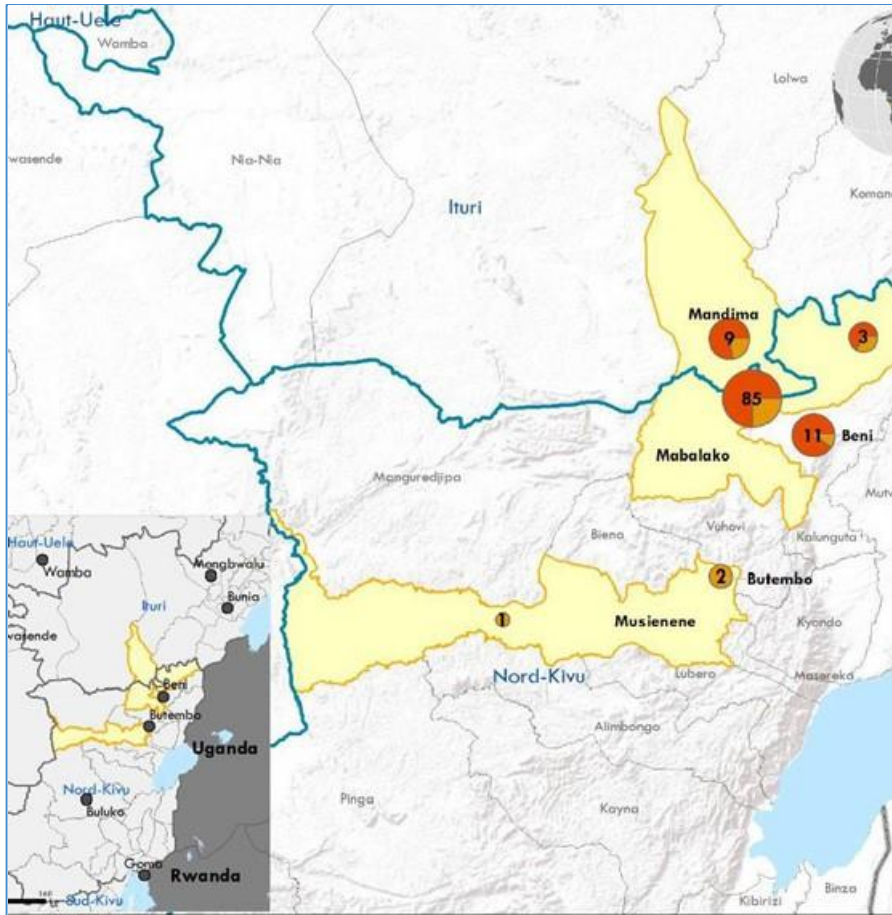 Haut-Uele
Wamba
Lolwa
wasende
Nia-Nia
Ituri
Mandima
9
3
85
11
Beni
Mabalako
Manguredjipa
Vuhovi
Kalunguta
Biena
2
Butembo
1
Musienene
Kyondo
Nord-Kivu
Lubero
Masereka
Alimbongo
Pinga
Kayna
Kibirizi
Binza
Haut-Uele
Wamba
Mongbwalu
Bunia
Ituri
wasende
Beni
Butembo
Uganda
Nord-Kivu
Buluko
Goma
Rwanda
Sud-Kivu